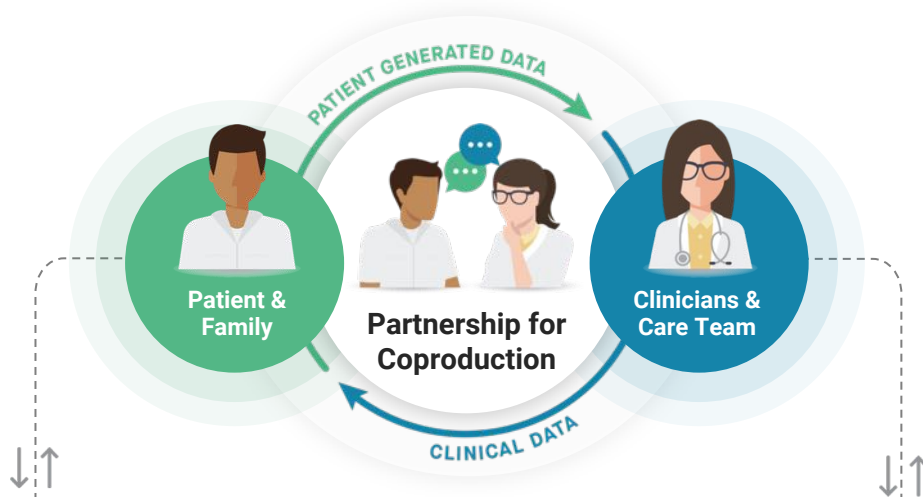 PATIENT GENERATED DATA
Patient &
Family
Partnership for
Coproduction
Clinicians &
Care Team
CLINICAL DATA